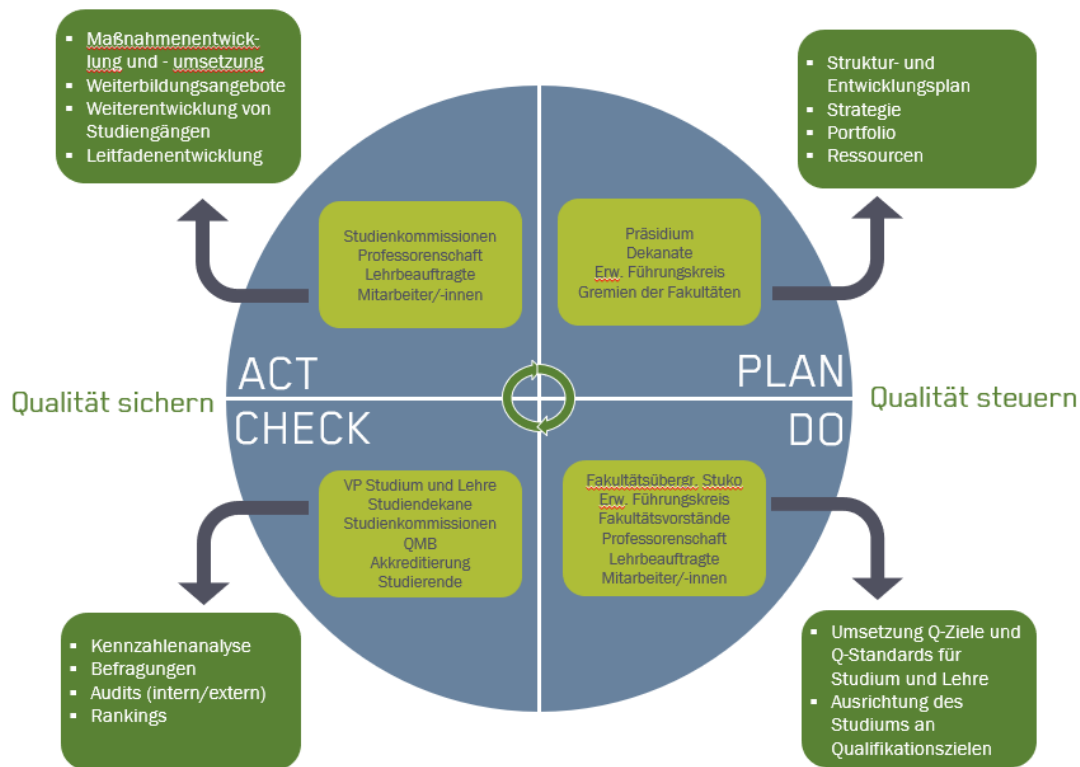 ▪ Maßnahmenentwick-
lung und - umsetzung
▪ Weiterbildungsangebote
▪ Weiterentwicklung von
Studiengängen
▪ Leitfadenentwicklung
▪ Struktur- und
Entwicklungsplan
▪ Strategie
▪ Portfolio
▪ Ressourcen
Studienkommissionen
Professorenschaft
Lehrbeauftragte
Mitarbeiter/-innen
Präsidium
Dekanate
Erw. Führungskreis
Gremien der Fakultäten
ACT
PLAN
Qualität sichern
Qualität steuern
CHECK
DO
VP Studium und Lehre
Studiendekane
Studienkommissionen
QMB
Akkreditierung
Studierende
Fakultätsübergr. Stuko
Erw. Führungskreis
Fakultätsvorstände
Professorenschaft
Lehrbeauftragte
Mitarbeiter/-innen
▪ Kennzahlenanalyse
▪ Befragungen
▪ Audits (intern/extern)
▪ Rankings
▪ Umsetzung Q-Ziele und
Q-Standards für
Studium und Lehre
▪ Ausrichtung des
Studiums an
Qualifikationszielen